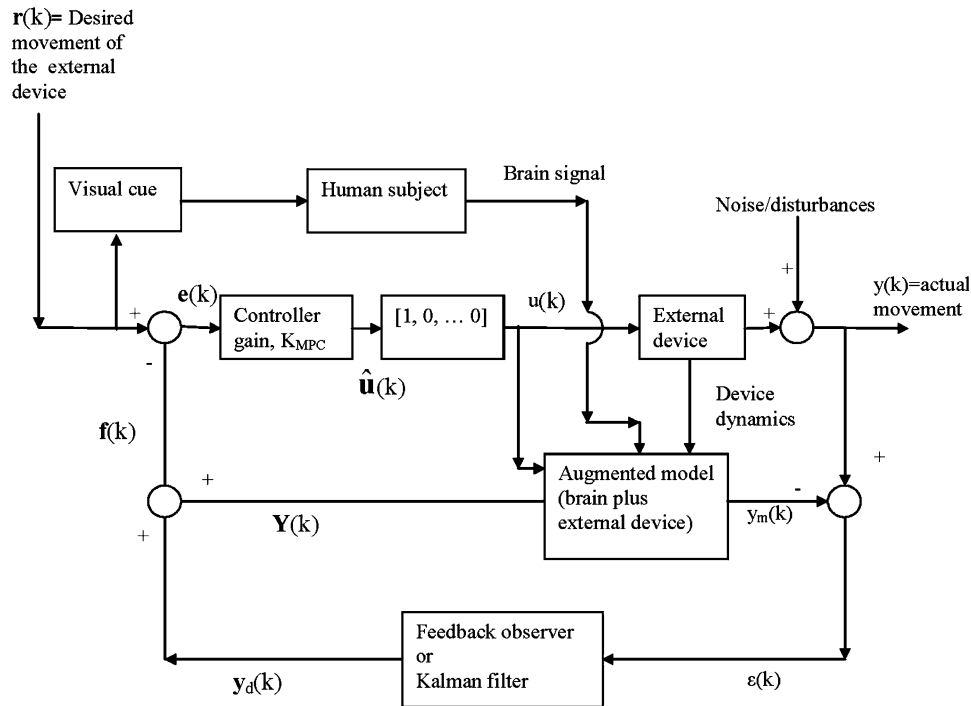 r(k)= Desired
movement of
the external
device
Visual cue
Human subject
Brain signal
Noise/disturbances
+
y(k)=actual
movement
+
e(k)
Controller
gain, K_MPC
[1, 0, ... 0]
u(k)
External
device
+
-
û(k)
Device
dynamics
f(k)
+
Augmented model
(brain plus
external device)
+
-
y_m(k)
Y(k)
+
Feedback observer
or
Kalman filter
y_d(k)
ε(k)